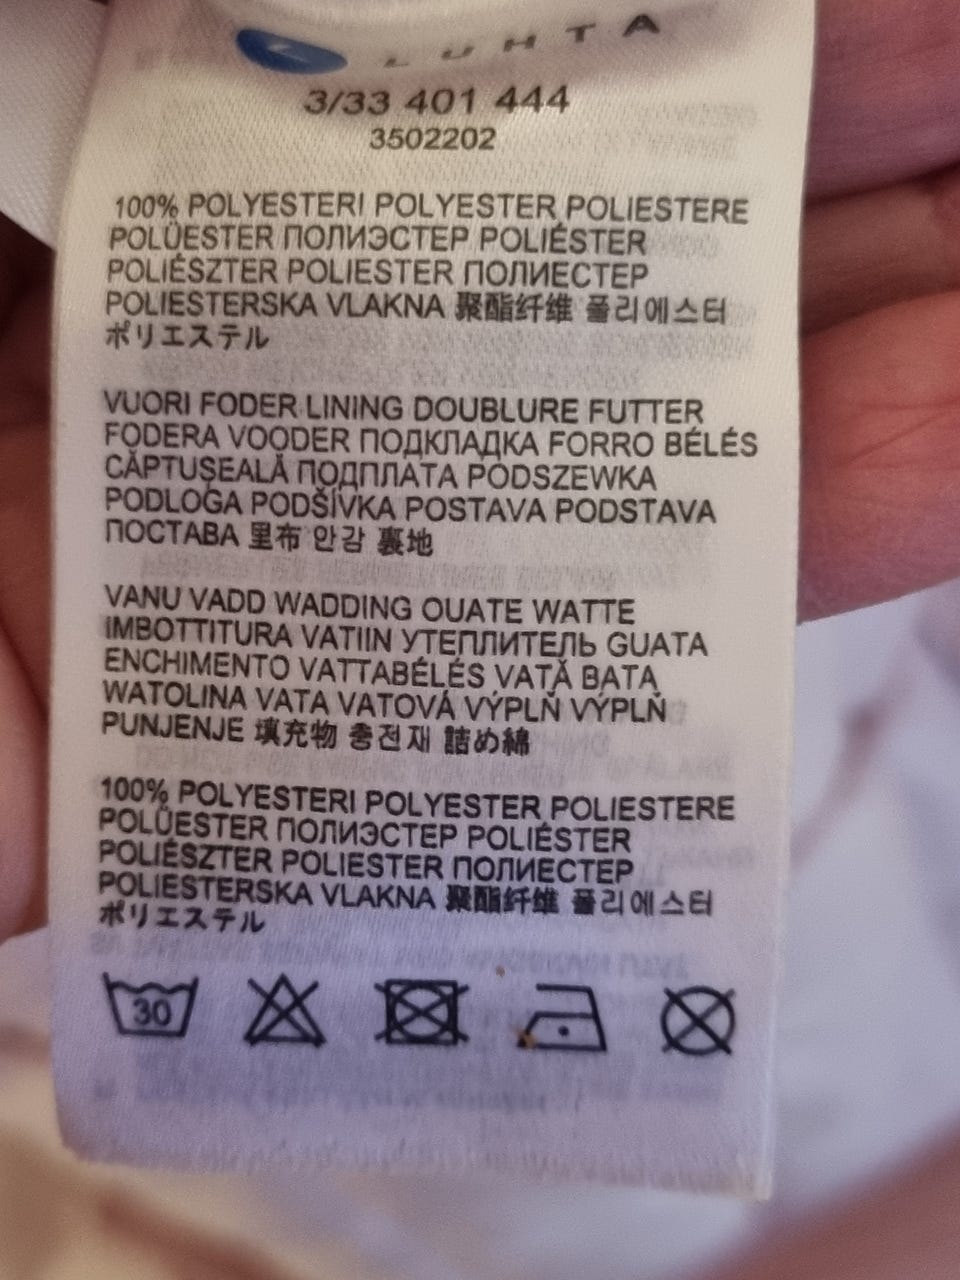 LUHTA
3/33 401 444
3502202
100% POLYESTERI POLYESTER POLIESTERE
POLÜESTER ПОЛИЭСТЕР POLIÉSTER
POLIÉSZTER POLIESTER ПОЛИЕСТЕР
POLIESTERSKA VLAKNA 聚酯纤维 폴리에스터
ポリエステル
VUORI FODER LINING DOUBLURE FUTTER
FODERA VOODER ПОДКЛАДКА FORRO BÉLÉS
CĂPTUŞEALĂ ПОДПЛАТА PODSZEWKA
PODLOGA PODŠÍVKA POSTAVA PODSTAVA
ПОСТАВА 里布 안감 裏地
VANU VADD WADDING OUATE WATTE
IMBOTTITURA VATIIN УТЕПЛИТЕЛЬ GUATA
ENCHIMENTO VATTABÉLÉS VATĂ ВАТА
WATOLINA VATA VATOVÁ VÝPLŇ VÝPLŇ
PUNJENJE 填充物 충전재 詰め綿
100% POLYESTERI POLYESTER POLIESTERE
POLÜESTER ПОЛИЭСТЕР POLIÉSTER
POLIÉSZTER POLIESTER ПОЛИЕСТЕР
POLIESTERSKA VLAKNA 聚酯纤维 폴리에스터
ポリエステル
30